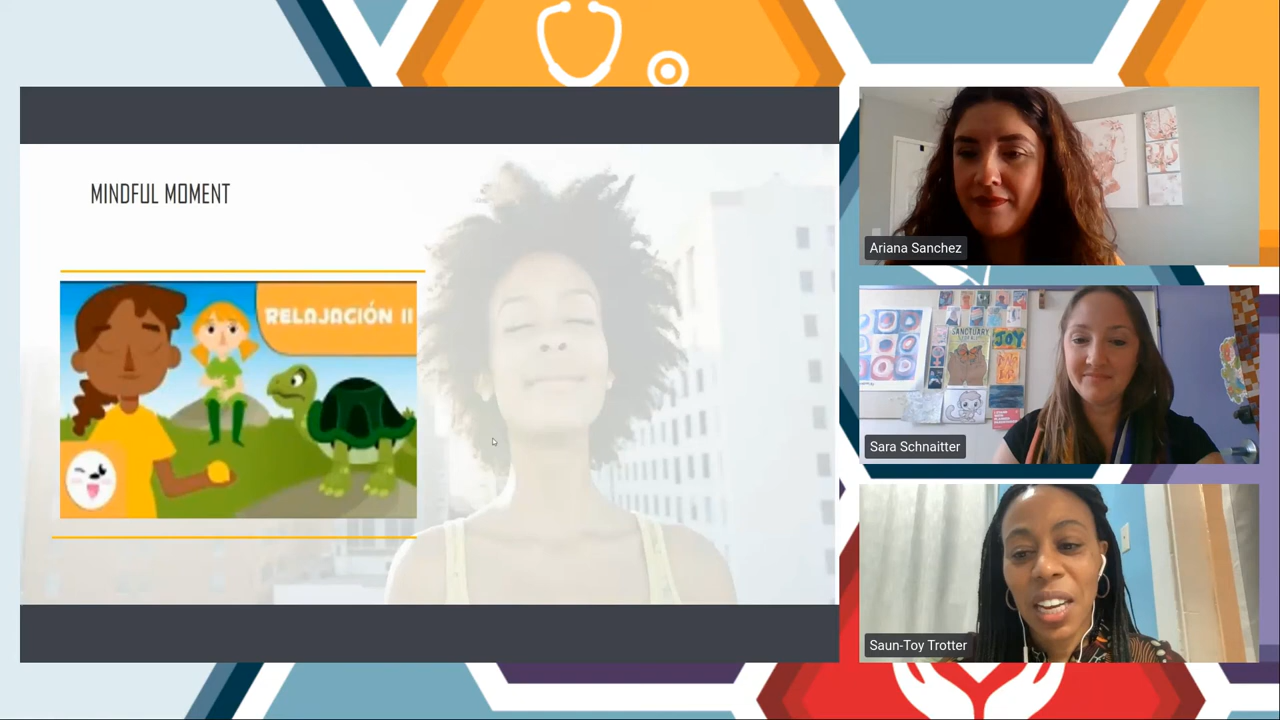 MINDFUL MOMENT
RELAJACIÓN II
Ariana Sanchez
SANCTUARY
JOY
Sara Schnaitter
Saun-Toy Trotter